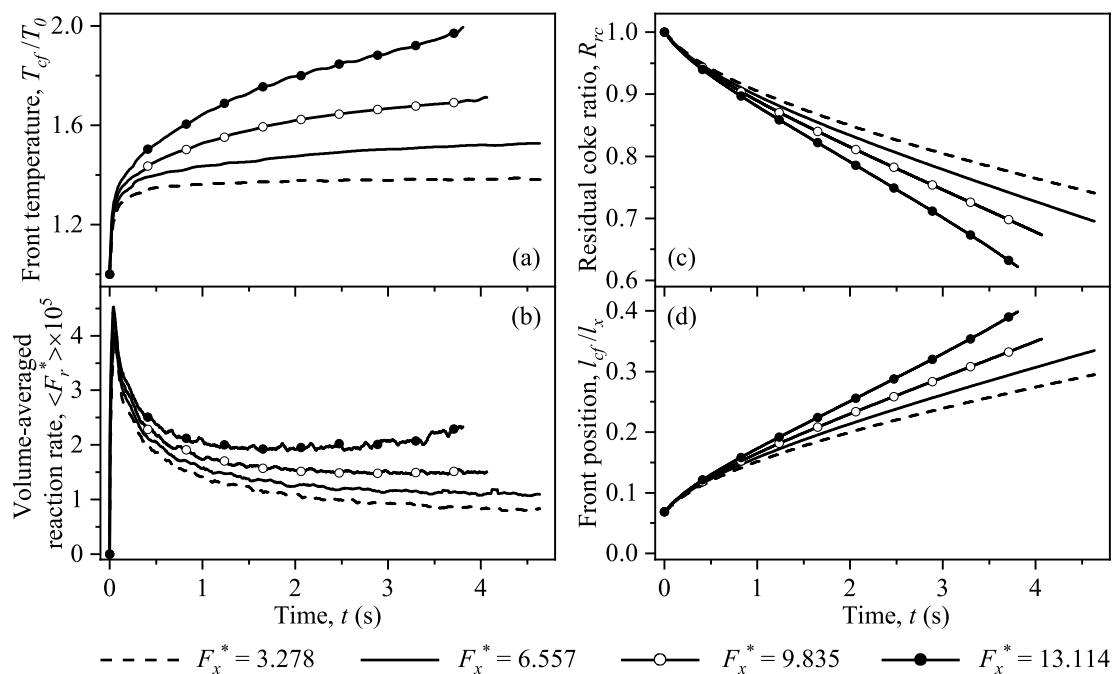 Front temperature, T_cf/T_0
2.0
1.6
1.2
(a)
Residual coke ratio, R_rc
1.0
0.9
0.8
0.7
0.6
(c)
Volume-averaged
reaction rate, <F_r^*>×10^5
4
3
2
1
0
(b)
0 1 2 3 4
Time, t (s)
Front position, l_cf/l_x
0.4
0.3
0.2
0.1
0.0
(d)
0 1 2 3 4
Time, t (s)
F_x^* = 3.278 F_x^* = 6.557 F_x^* = 9.835 F_x^* = 13.114